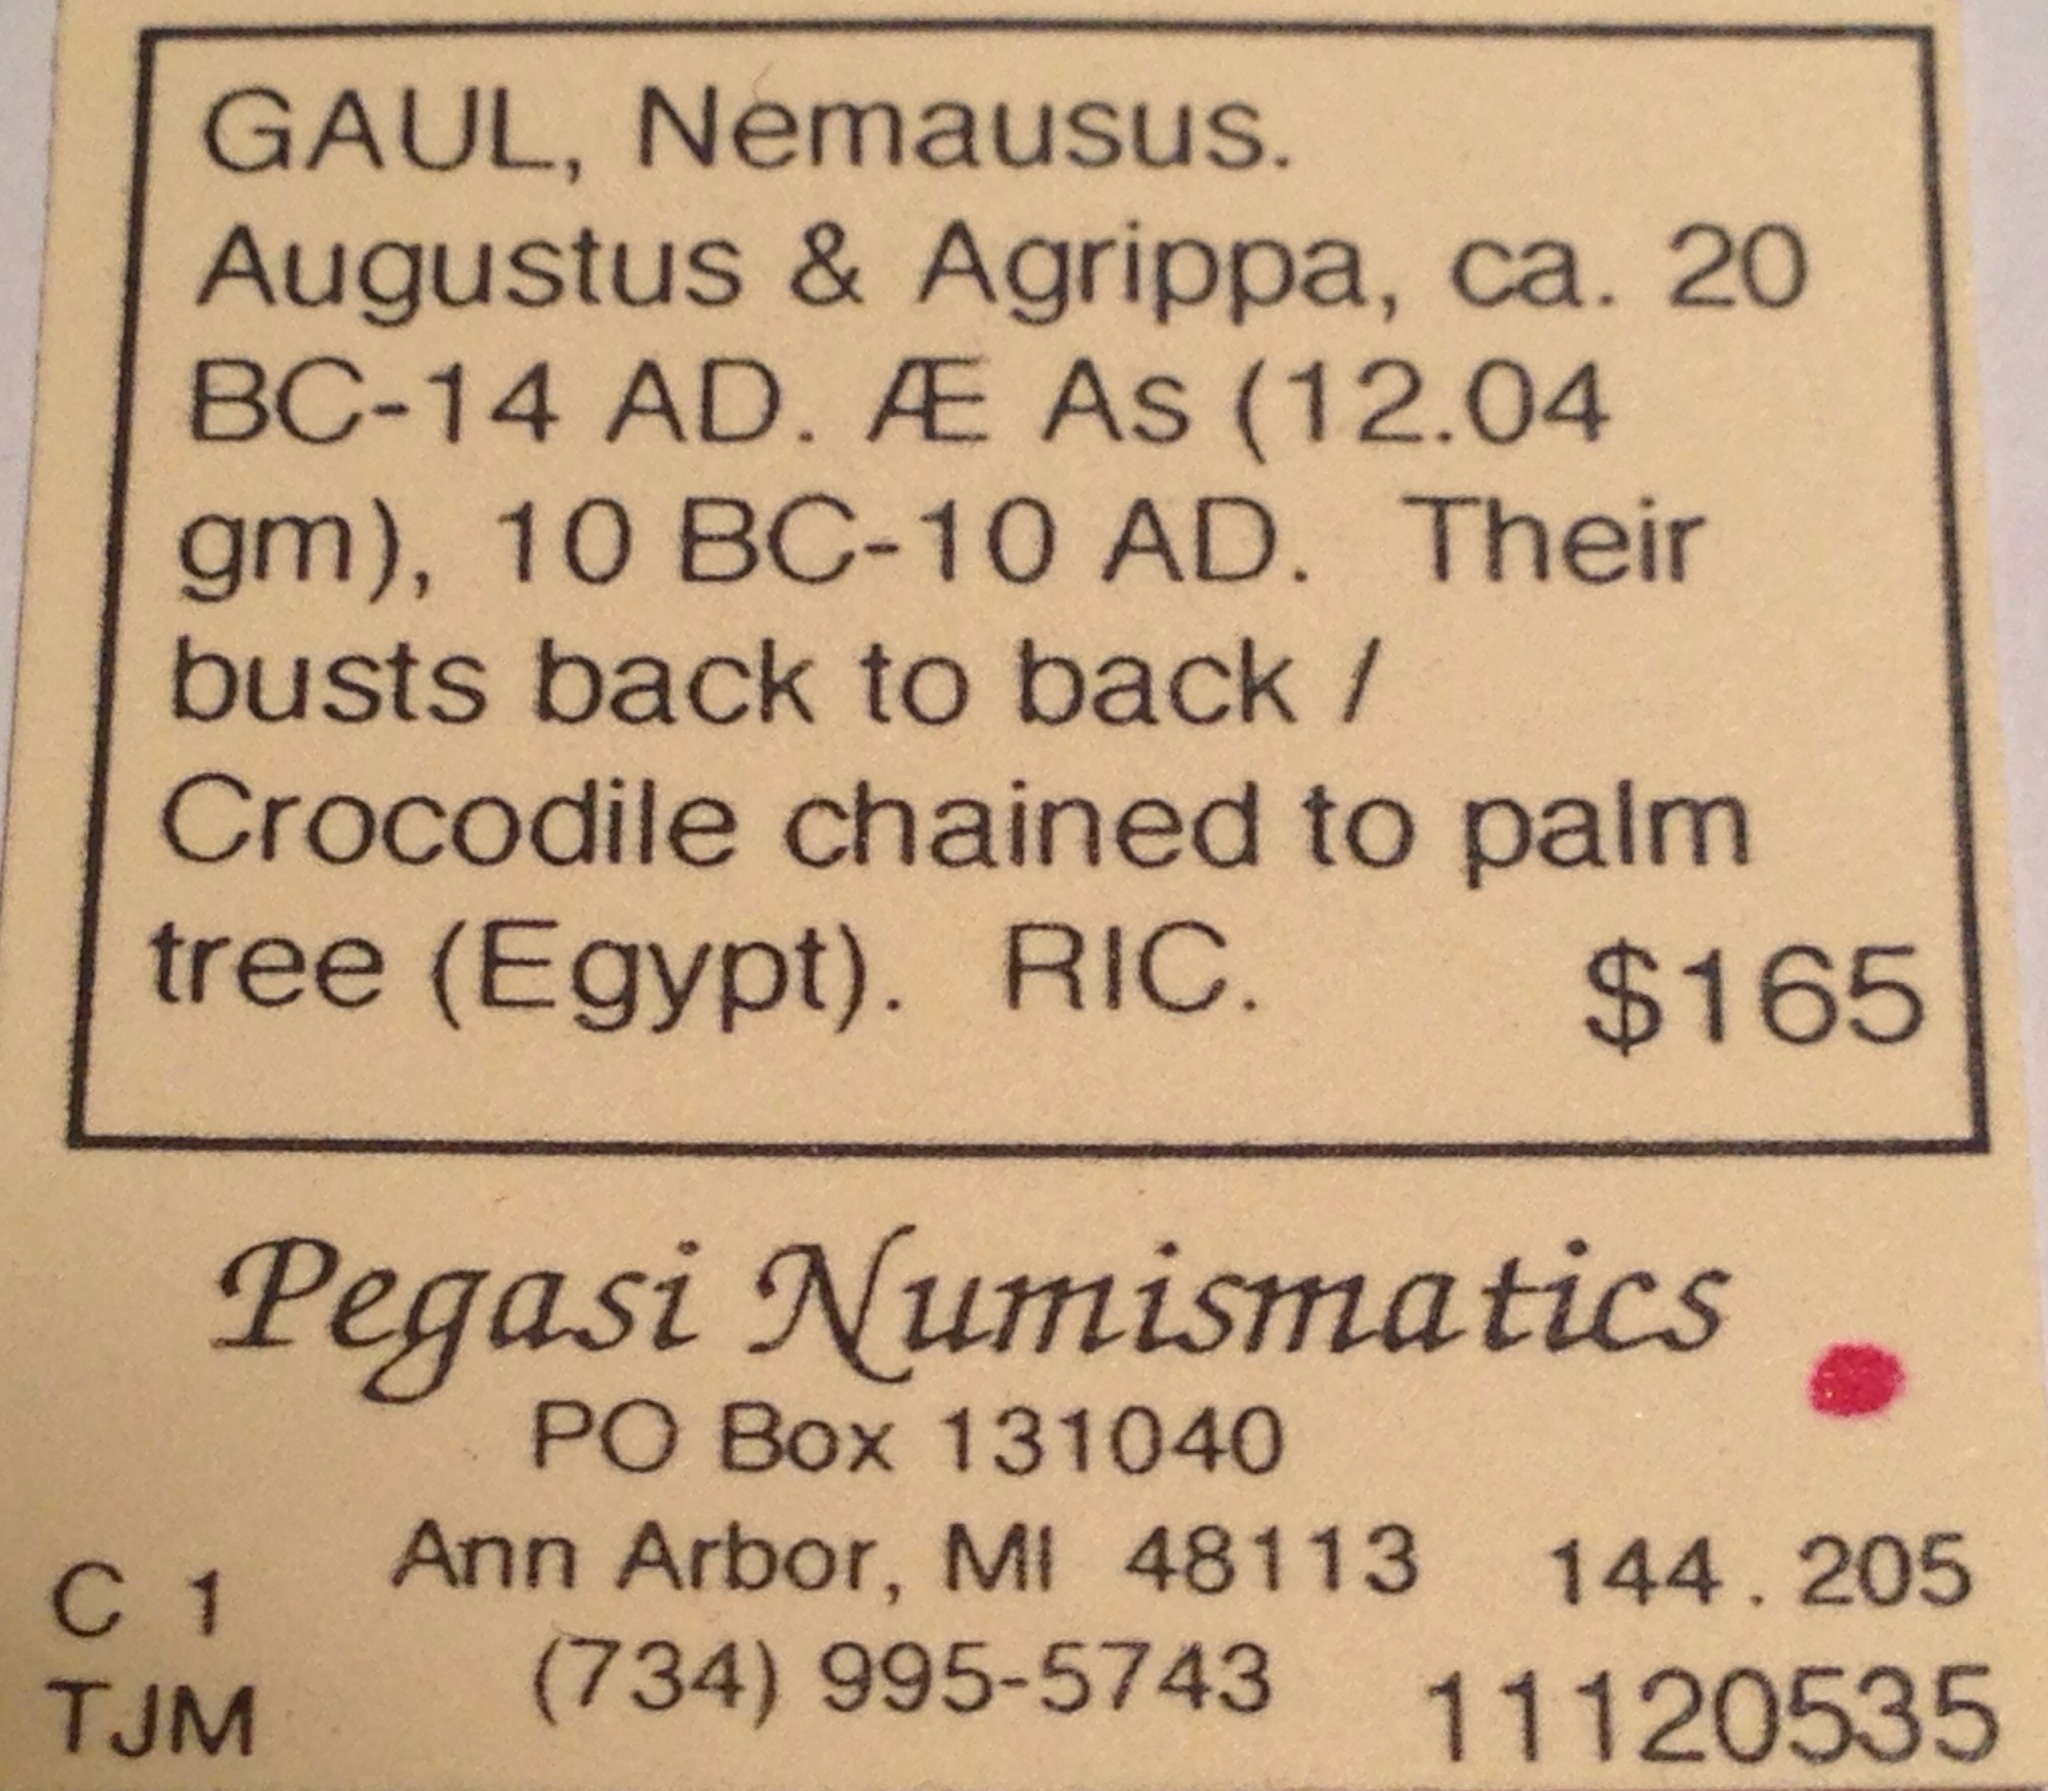 GAUL, Nemausus.
Augustus & Agrippa, ca. 20
BC-14 AD. Æ As (12.04
gm), 10 BC-10 AD. Their
busts back to back /
Crocodile chained to palm
tree (Egypt). RIC. $165
Pegasi Numismatics
PO Box 131040
Ann Arbor, MI 48113 144.205
C 1
(734) 995-5743 11120535
TJM